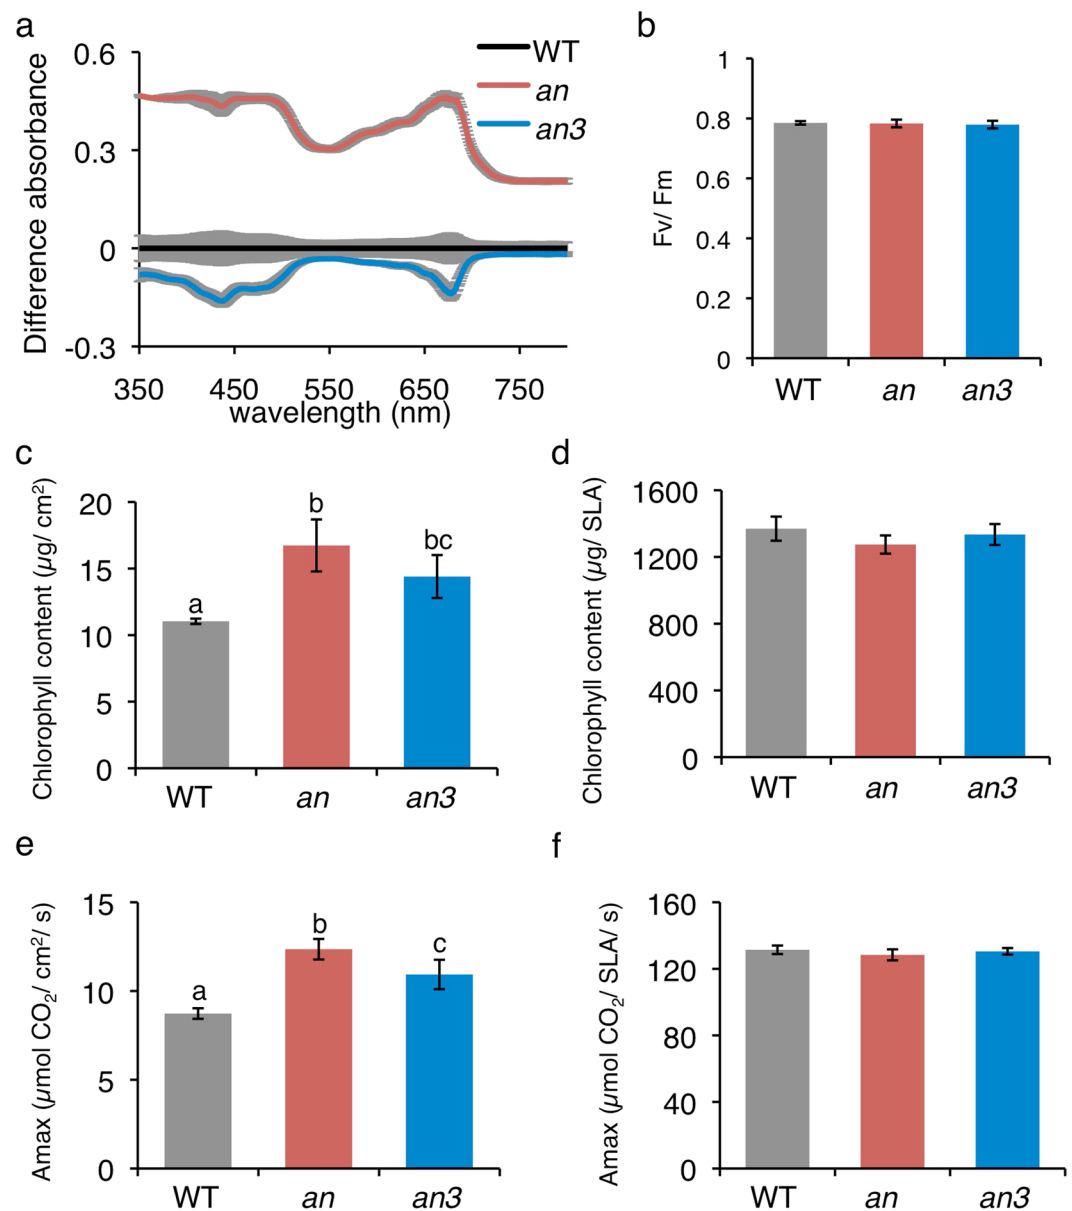 a
0.6
0.3
0
-0.3
Difference absorbance
WT
an
an3
350 450 550 650 750
wavelength (nm)
b
1
0.8
0.6
0.4
0.2
0
Fv/ Fm
WT an an3
c
20
15
10
5
0
Chlorophyll content (µg/ cm²)
a
b
bc
WT an an3
d
1600
1200
800
400
0
Chlorophyll content (µg/ SLA)
WT an an3
e
15
10
5
0
Amax (µmol CO₂/ cm²/ s)
a
b
c
WT an an3
f
160
120
80
40
0
Amax (µmol CO₂/ SLA/ s)
WT an an3